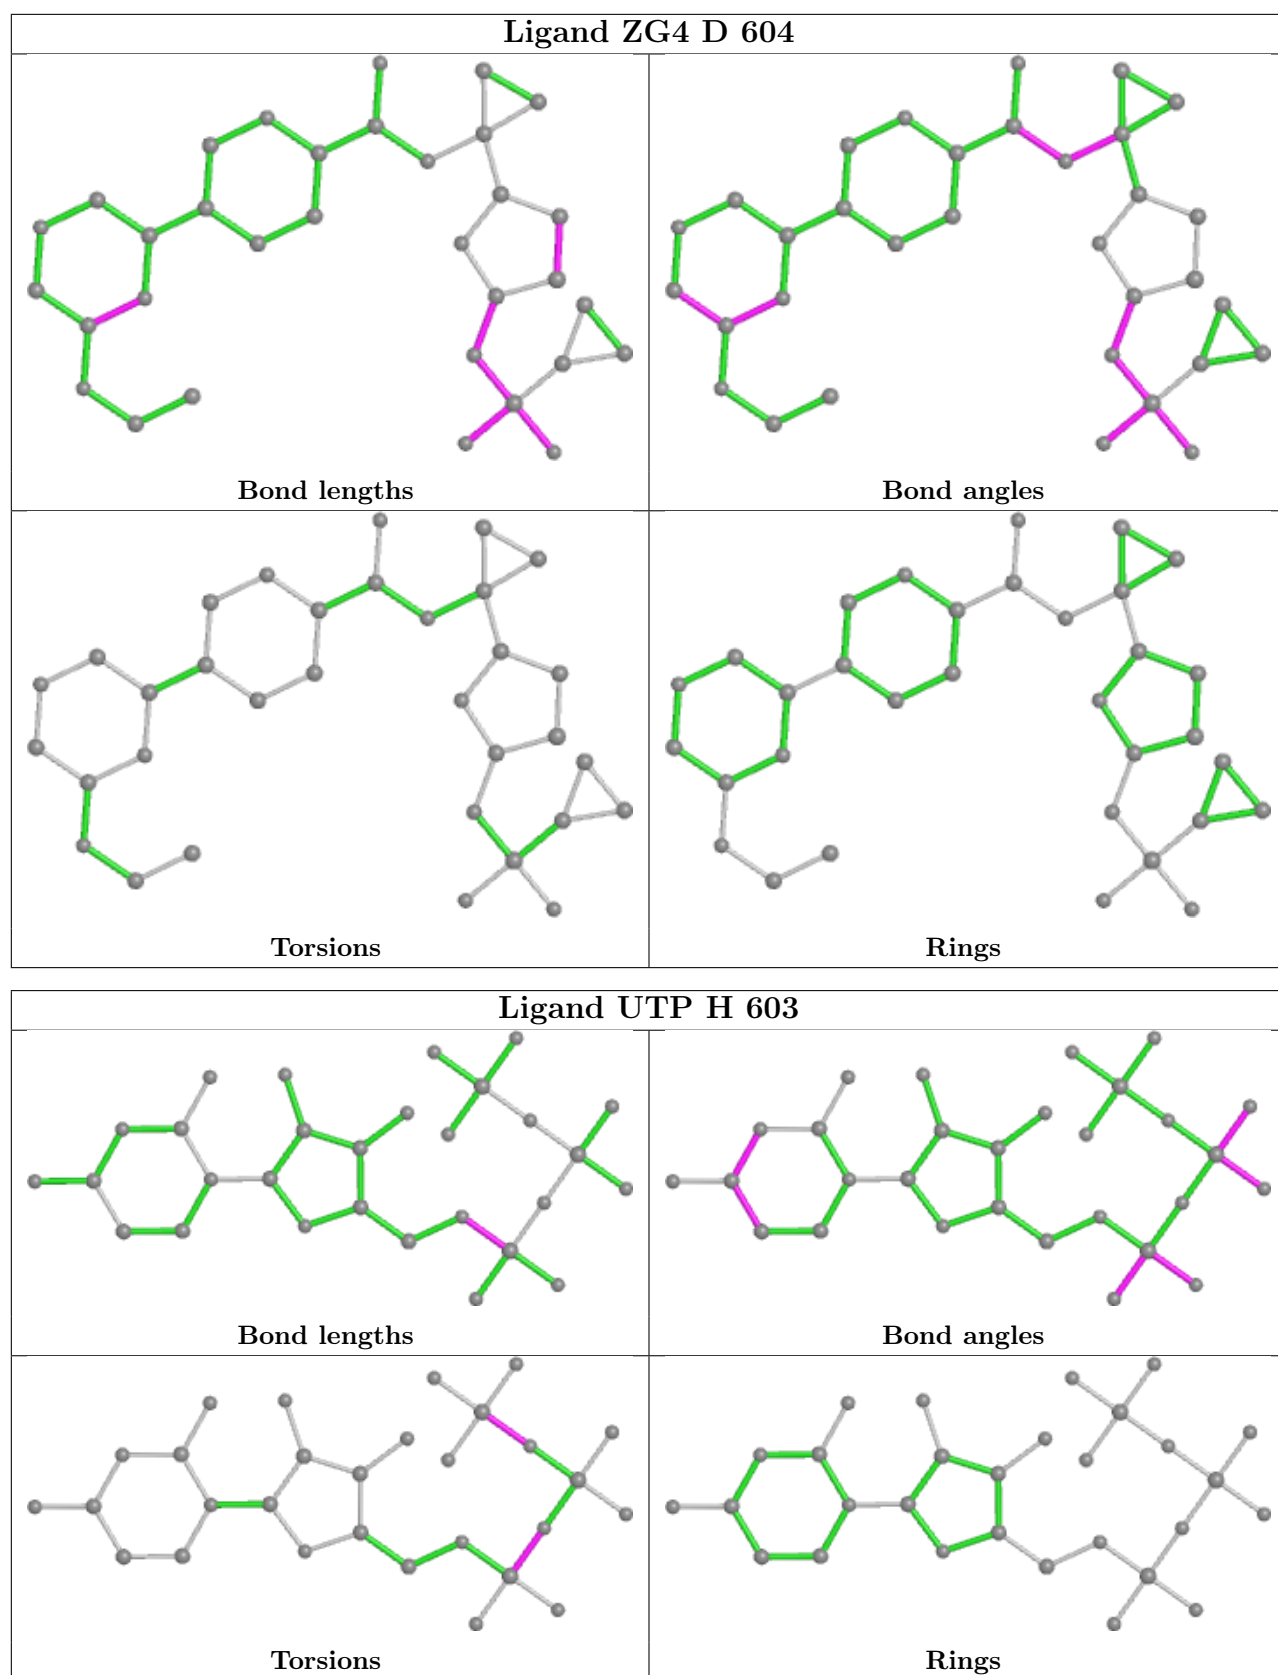 Ligand ZG4 D 604
Bond lengths
Bond angles
Torsions
Rings
Ligand UTP H 603
Bond lengths
Bond angles
Torsions
Rings